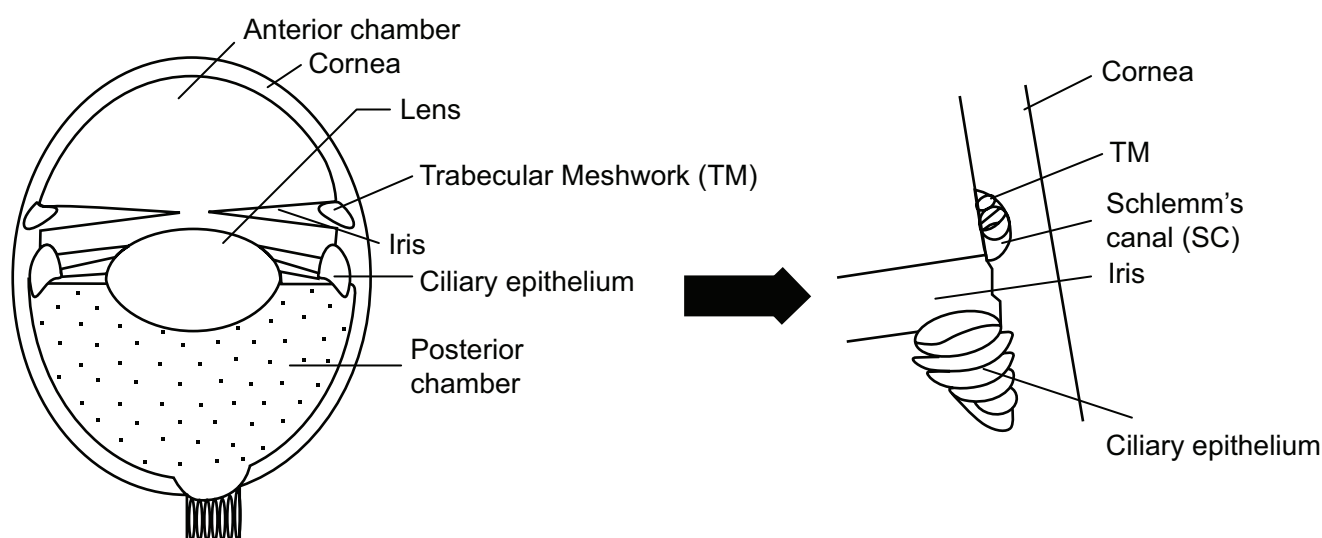 Anterior chamber
Cornea
Lens
Trabecular Meshwork (TM)
Iris
Ciliary epithelium
Posterior
chamber
Cornea
TM
Schlemm's
canal (SC)
Iris
Ciliary epithelium